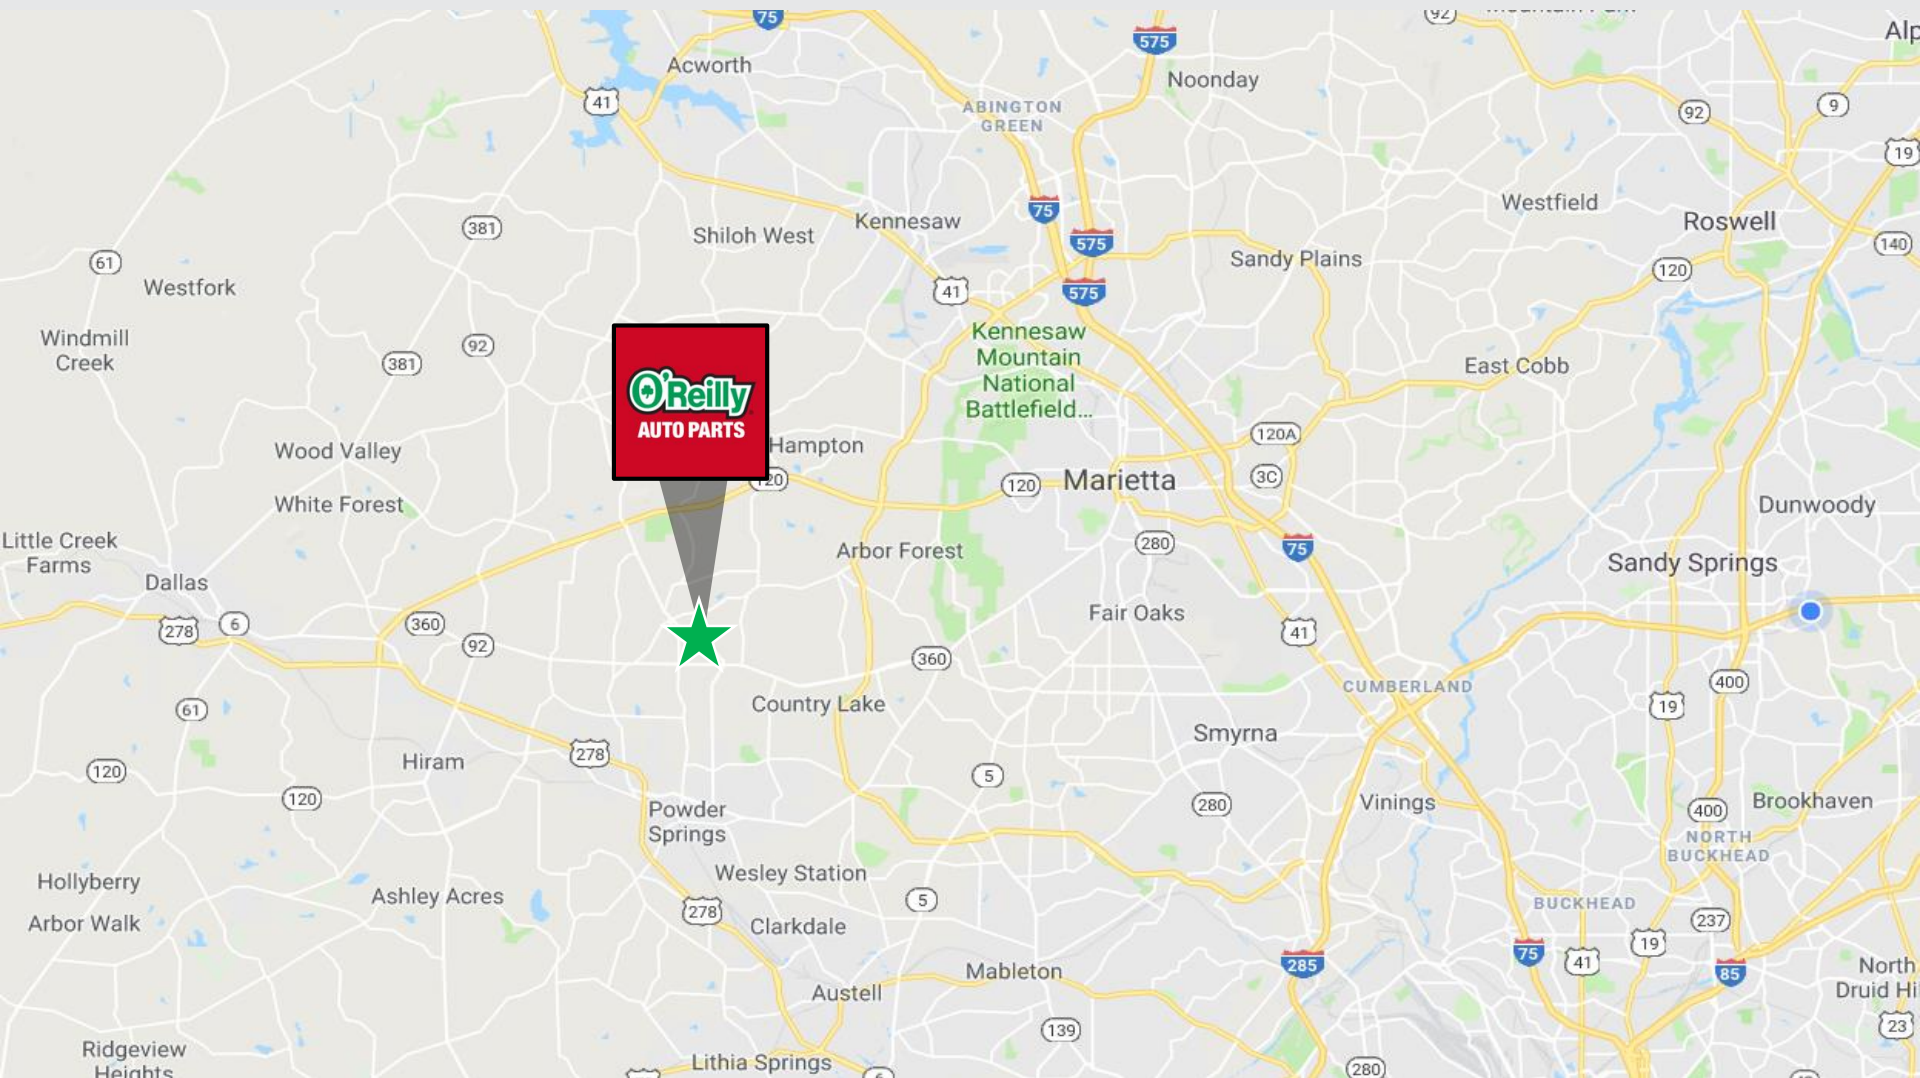 75
92
Acworth
575
Noonday
Alp
41
ABINGTON
GREEN
92
9
19
Westfield
Roswell
75
Kennesaw
381
Shiloh West
575
Sandy Plains
140
61
Westfork
120
41
575
Windmill
Creek
92
381
Kennesaw
Mountain
National
Battlefield...
East Cobb
O'Reilly
AUTO PARTS
Hampton
120A
Wood Valley
120
120
Marietta
3C
White Forest
Dunwoody
Little Creek
Farms
Arbor Forest
280
75
Sandy Springs
Dallas
Fair Oaks
278
6
360
92
41
360
CUMBERLAND
400
61
Country Lake
19
Smyrna
Hiram
278
120
5
120
Powder
Springs
280
Vinings
400
Brookhaven
NORTH
BUCKHEAD
Hollyberry
Ashley Acres
Wesley Station
5
BUCKHEAD
Arbor Walk
278
Clarkdale
237
75
19
41
Mableton
285
85
North
Druid Hi
Austell
139
23
Ridgeview
Heights
Lithia Springs
280